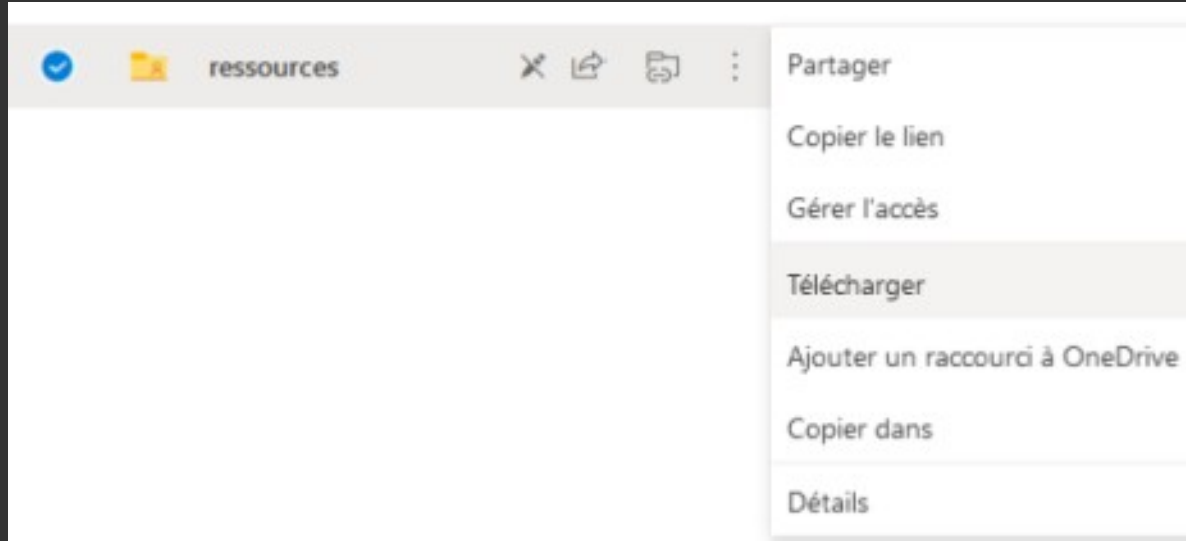 ressources
Partager
Copier le lien
Gérer l'accès
Télécharger
Ajouter un raccourci à OneDrive
Copier dans
Détails